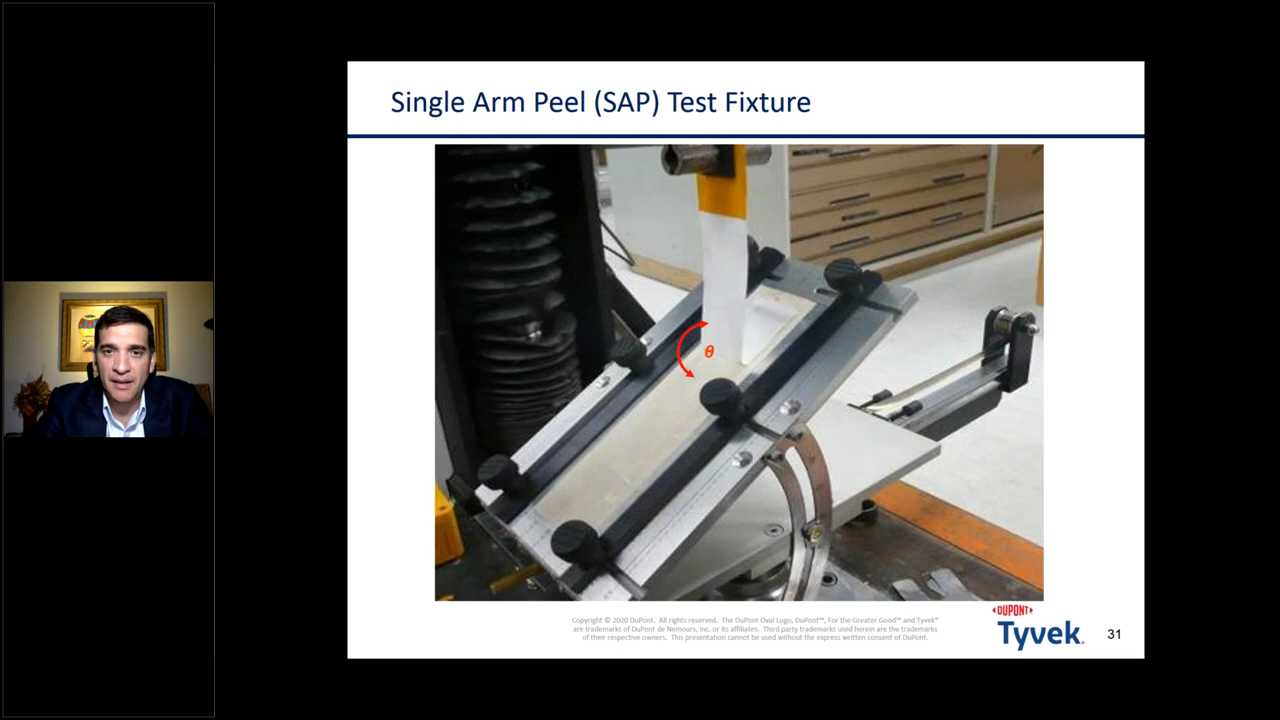 Single Arm Peel (SAP) Test Fixture
θ
Copyright © 2020 DuPont. All rights reserved. The DuPont Oval Logo, DuPont™, For the Greater Good™ and Tyvek®
are trademarks of DuPont de Nemours, Inc. or its affiliates. Third party trademarks used herein are the trademarks
of their respective owners. This presentation cannot be used without the express written consent of DuPont.
DUPONT
Tyvek®
31